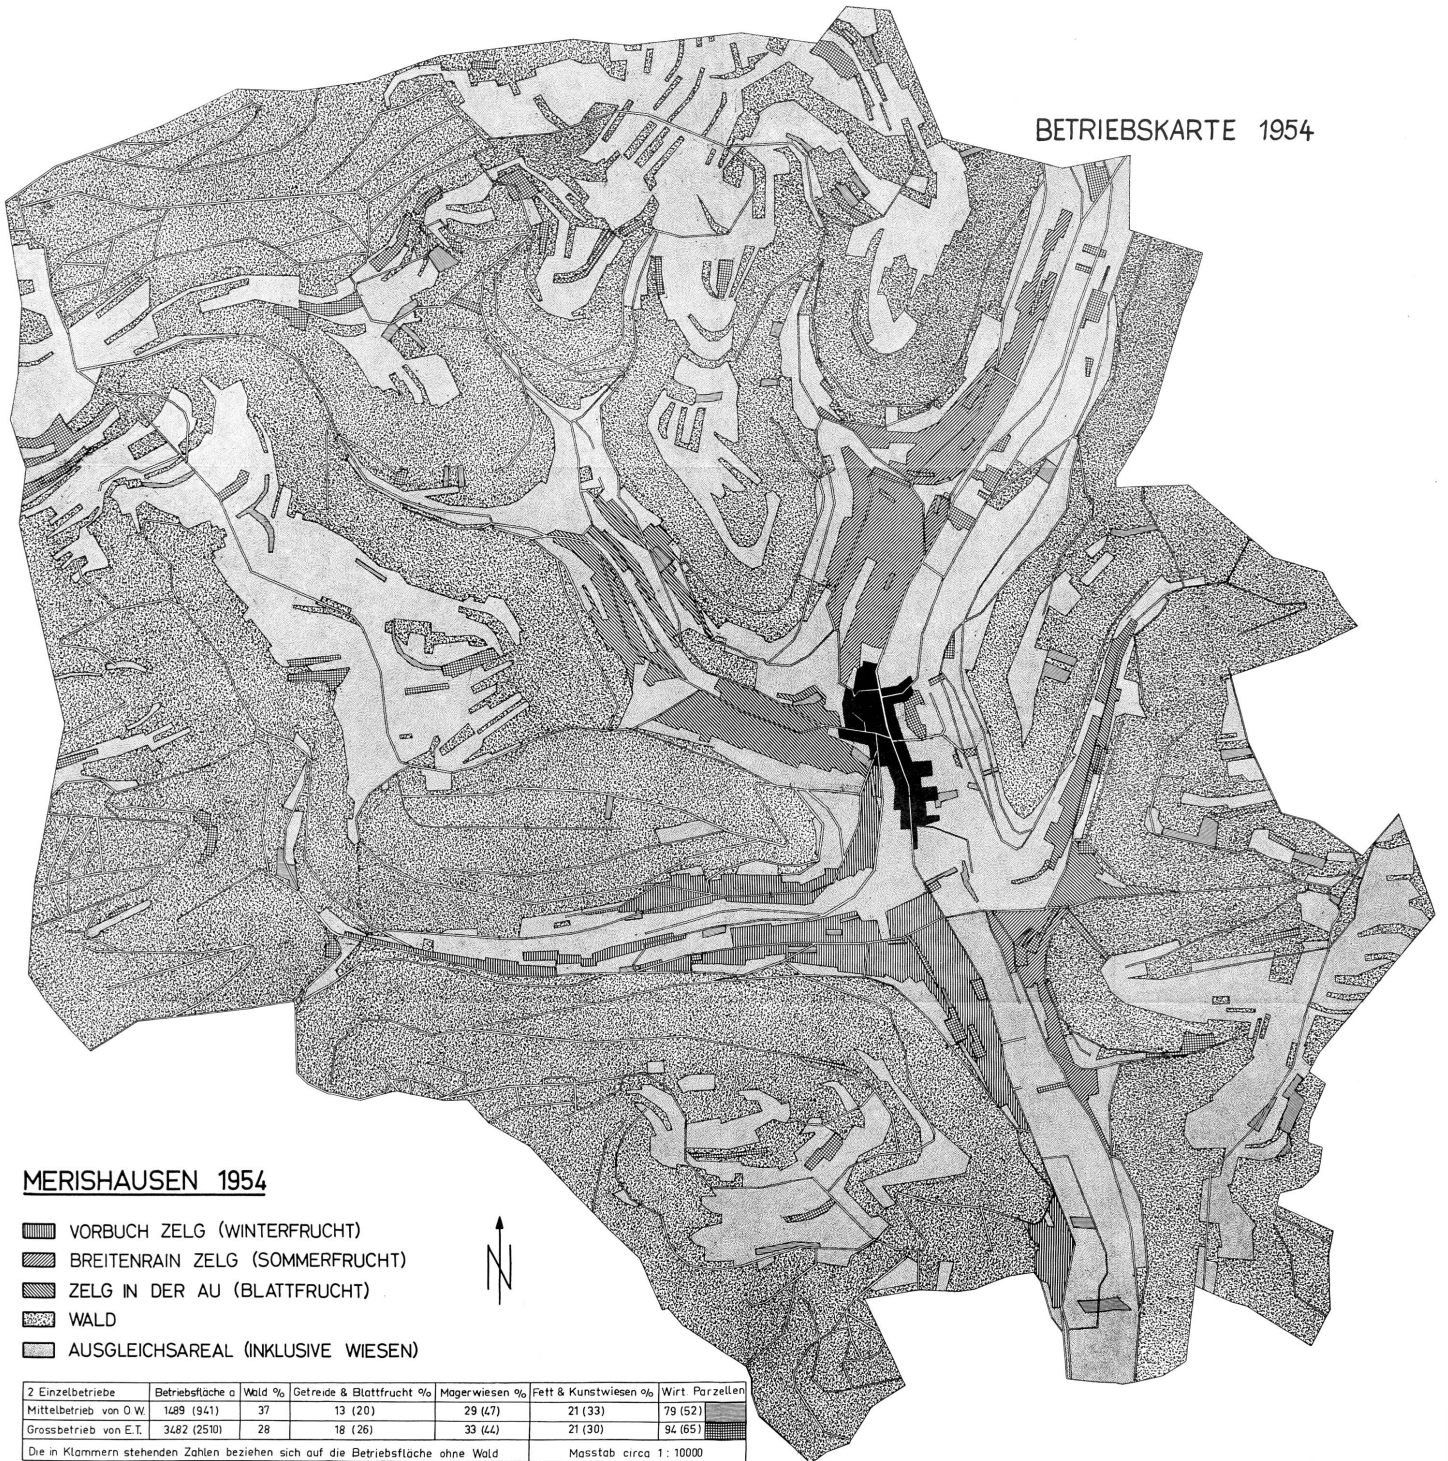 BETRIEBSKARTE 1954
MERISHAUSEN 1954
VORBUCH ZELG (WINTERFRUCHT)
BREITENRAIN ZELG (SOMMERFRUCHT)
ZELG IN DER AU (BLATTFRUCHT)
WALD
AUSGLEICHSAREAL (INKLUSIVE WIESEN)
N
2 Einzelbetriebe Betriebsfläche a Wald % Getreide & Blattfrucht % Magerwiesen % Fett & Kunstwiesen % Wirt. Parzellen
Mittelbetrieb von O.W. 1489 (941) 37 13 (20) 29 (47) 21 (33) 79 (52)
Grossbetrieb von E.T. 3482 (2510) 28 18 (26) 33 (44) 21 (30) 94 (65)
Die in Klammern stehenden Zahlen beziehen sich auf die Betriebsfläche ohne Wald Masstab circa 1 : 10000